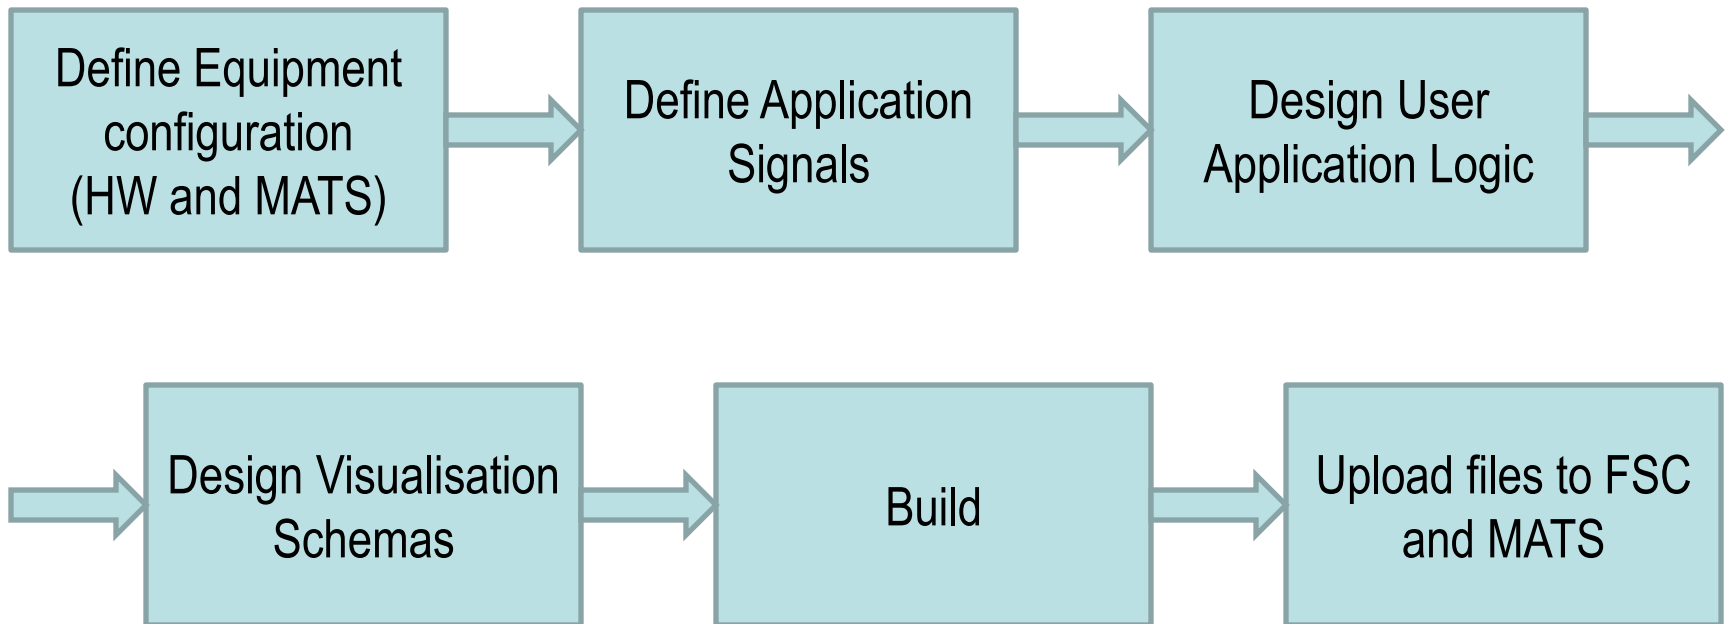 Define Equipment
configuration
(HW and MATS)
Define Application
Signals
Design User
Application Logic
Design Visualisation
Schemas
Build
Upload files to FSC
and MATS